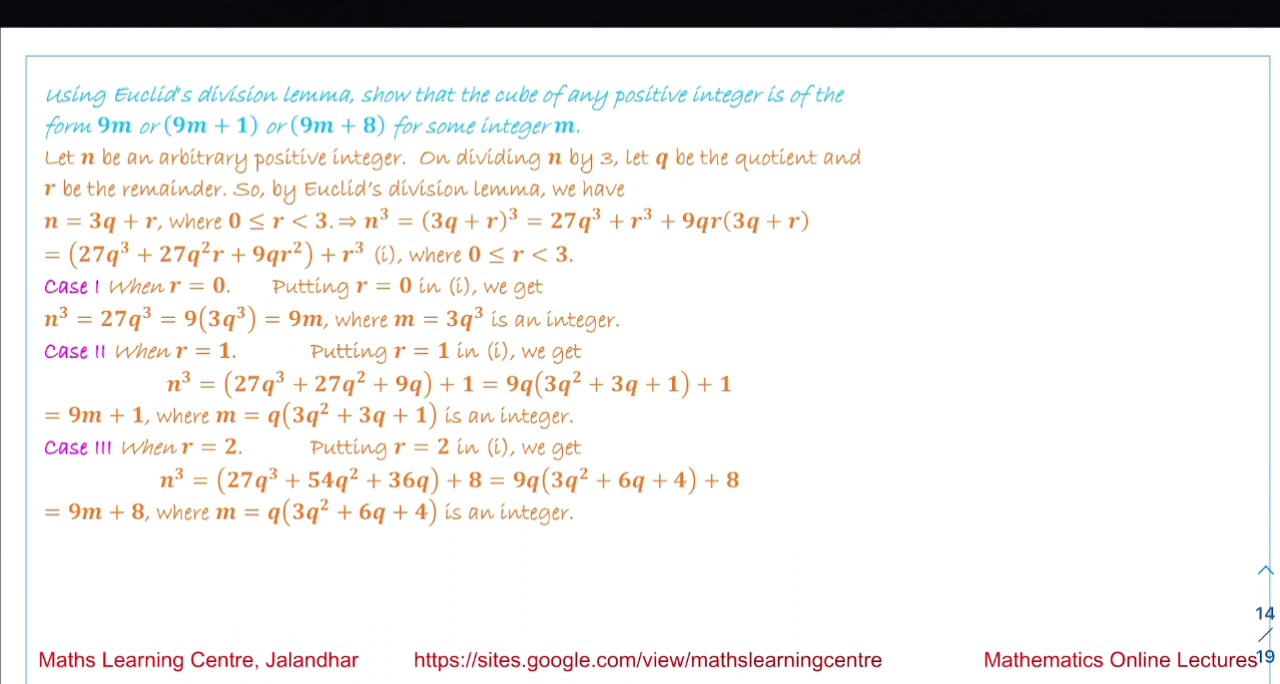 Using Euclid's division lemma, show that the cube of any positive integer is of the
form 9m or (9m + 1) or (9m + 8) for some integer m.
Let n be an arbitrary positive integer. On dividing n by 3, let q be the quotient and
r be the remainder. So, by Euclid's division lemma, we have
n = 3q + r, where 0 ≤ r < 3. ⇒ n³ = (3q + r)³ = 27q³ + r³ + 9qr(3q + r)
= (27q³ + 27q²r + 9qr²) + r³ (i), where 0 ≤ r < 3.
Case I When r = 0. Putting r = 0 in (i), we get
n³ = 27q³ = 9(3q³) = 9m, where m = 3q³ is an integer.
Case II When r = 1. Putting r = 1 in (i), we get
n³ = (27q³ + 27q² + 9q) + 1 = 9q(3q² + 3q + 1) + 1
= 9m + 1, where m = q(3q² + 3q + 1) is an integer.
Case III When r = 2. Putting r = 2 in (i), we get
n³ = (27q³ + 54q² + 36q) + 8 = 9q(3q² + 6q + 4) + 8
= 9m + 8, where m = q(3q² + 6q + 4) is an integer.
14
/
19
Maths Learning Centre, Jalandhar https://sites.google.com/view/mathslearningcentre Mathematics Online Lectures